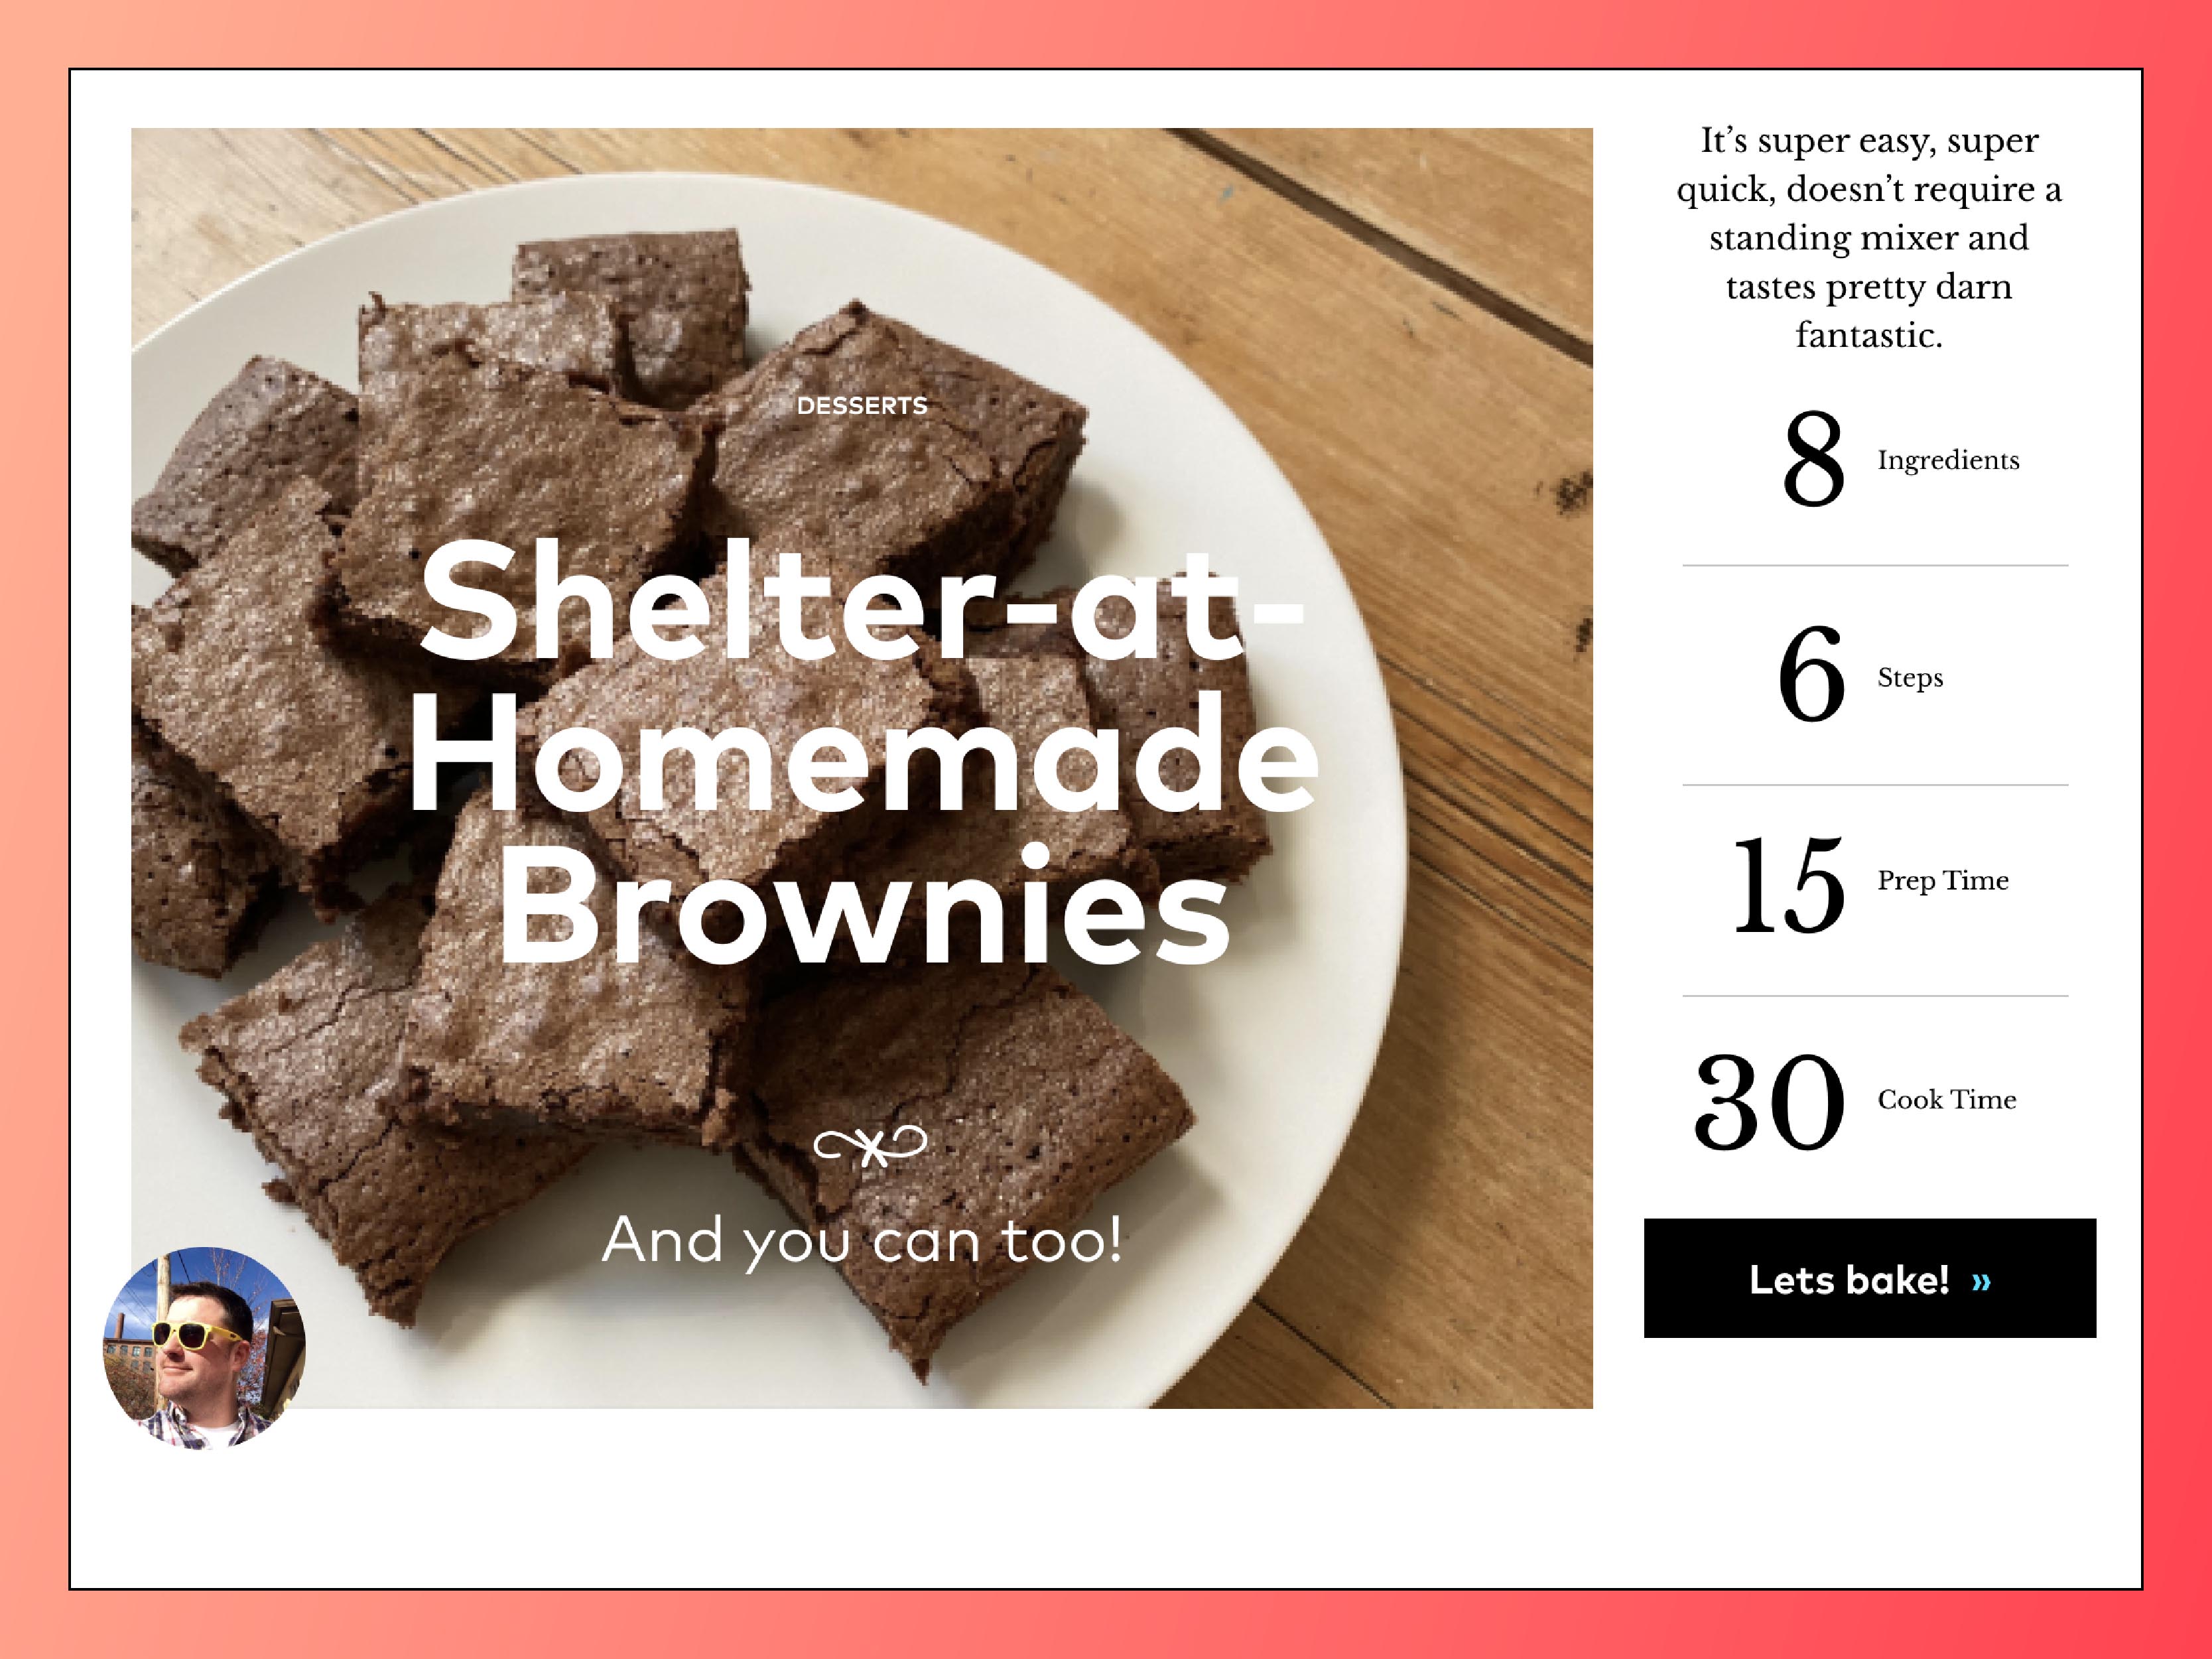 DESSERTS
Shelter-at-
Homemade
Brownies
And you can too!
It’s super easy, super
quick, doesn’t require a
standing mixer and
tastes pretty darn
fantastic.
8 Ingredients
6 Steps
15 Prep Time
30 Cook Time
Lets bake! »